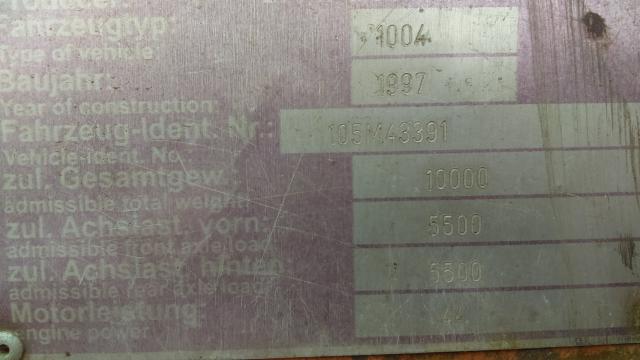 Producer
Fahrzeugtyp: 1004
Type of vehicle
Baujahr: 1997
Year of construction:
Fahrzeug-Ident. Nr.: 105M43391
Vehicle-Ident. No.
zul. Gesamtgew.: 10000
admissible total weight:
zul. Achslast. vorn: 5500
admissible front axle load
zul. Achslast. hinten 5500
admissible rear axle load
Motorleistung:
engine power